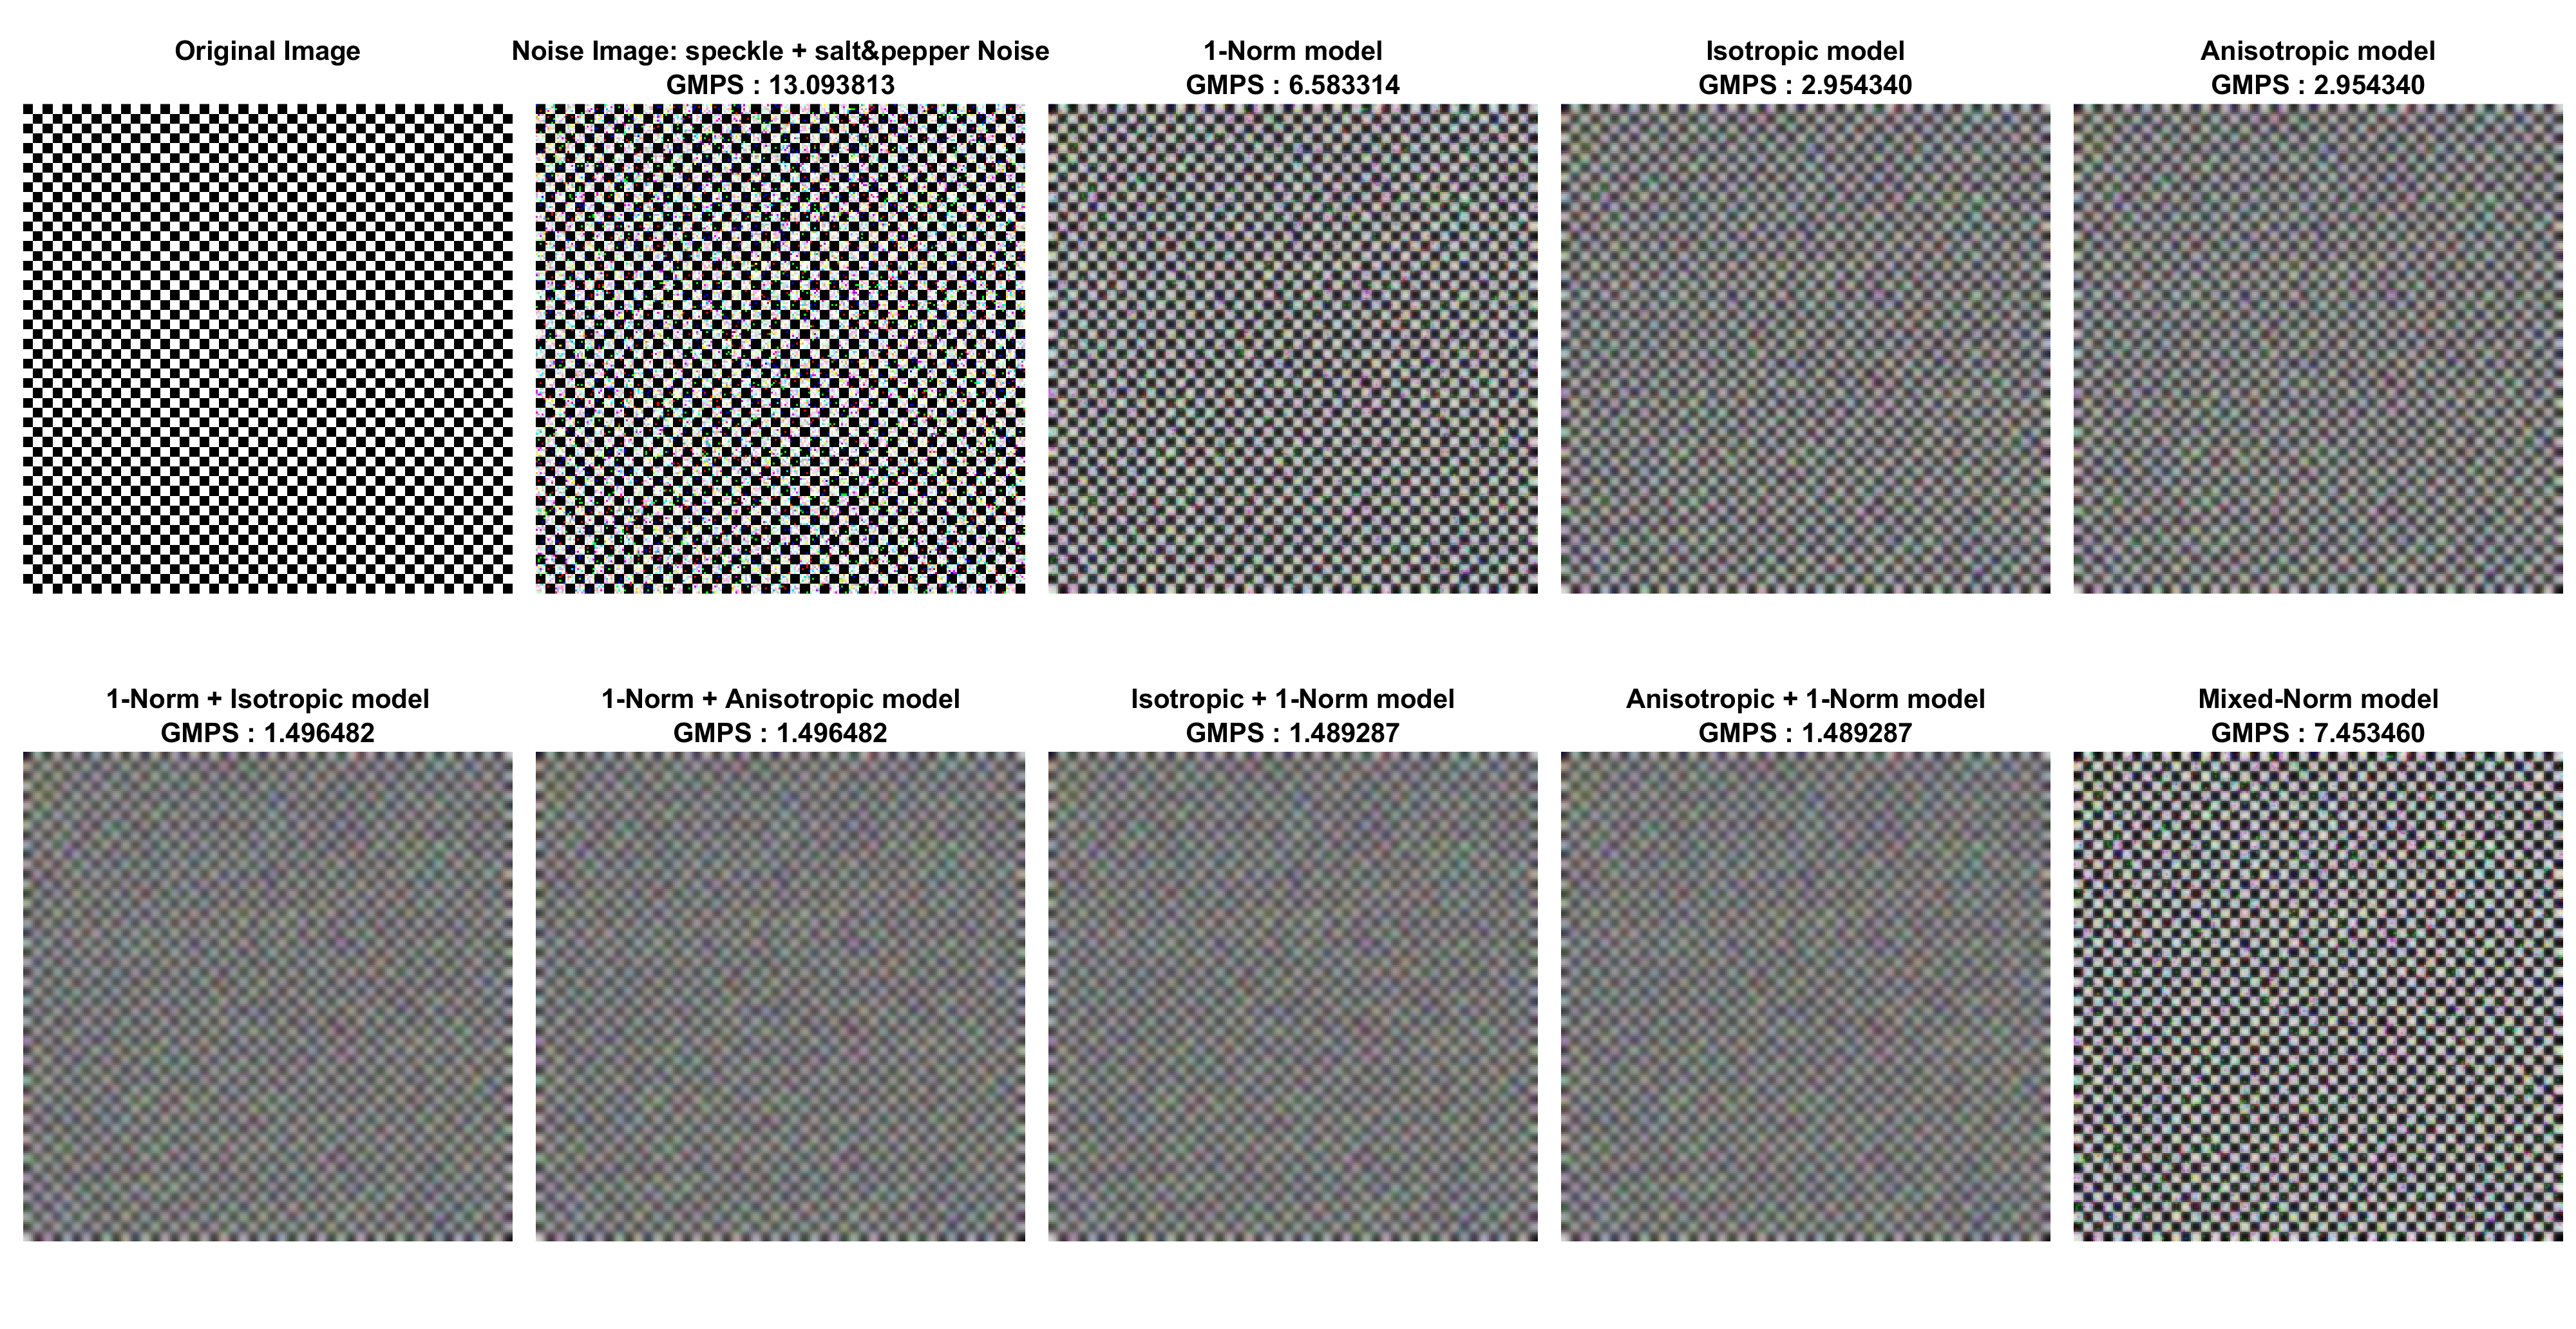 Original Image
Noise Image: speckle + salt&pepper Noise
GMPS : 13.093813
1-Norm model
GMPS : 6.583314
Isotropic model
GMPS : 2.954340
Anisotropic model
GMPS : 2.954340
1-Norm + Isotropic model
GMPS : 1.496482
1-Norm + Anisotropic model
GMPS : 1.496482
Isotropic + 1-Norm model
GMPS : 1.489287
Anisotropic + 1-Norm model
GMPS : 1.489287
Mixed-Norm model
GMPS : 7.453460